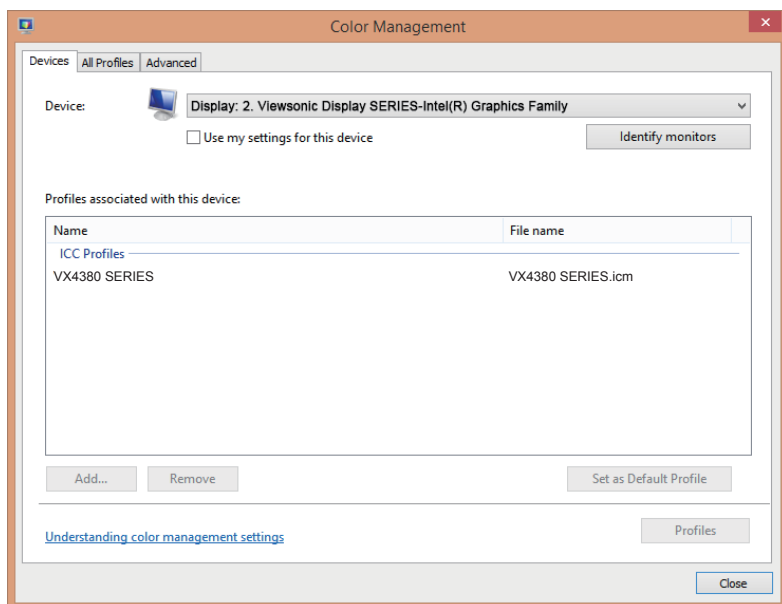 Color Management
Devices All Profiles Advanced
Device: Display: 2. Viewsonic Display SERIES-Intel(R) Graphics Family
Use my settings for this device Identify monitors
Profiles associated with this device:
Name File name
ICC Profiles
VX4380 SERIES VX4380 SERIES.icm
Add... Remove Set as Default Profile
Understanding color management settings Profiles
Close